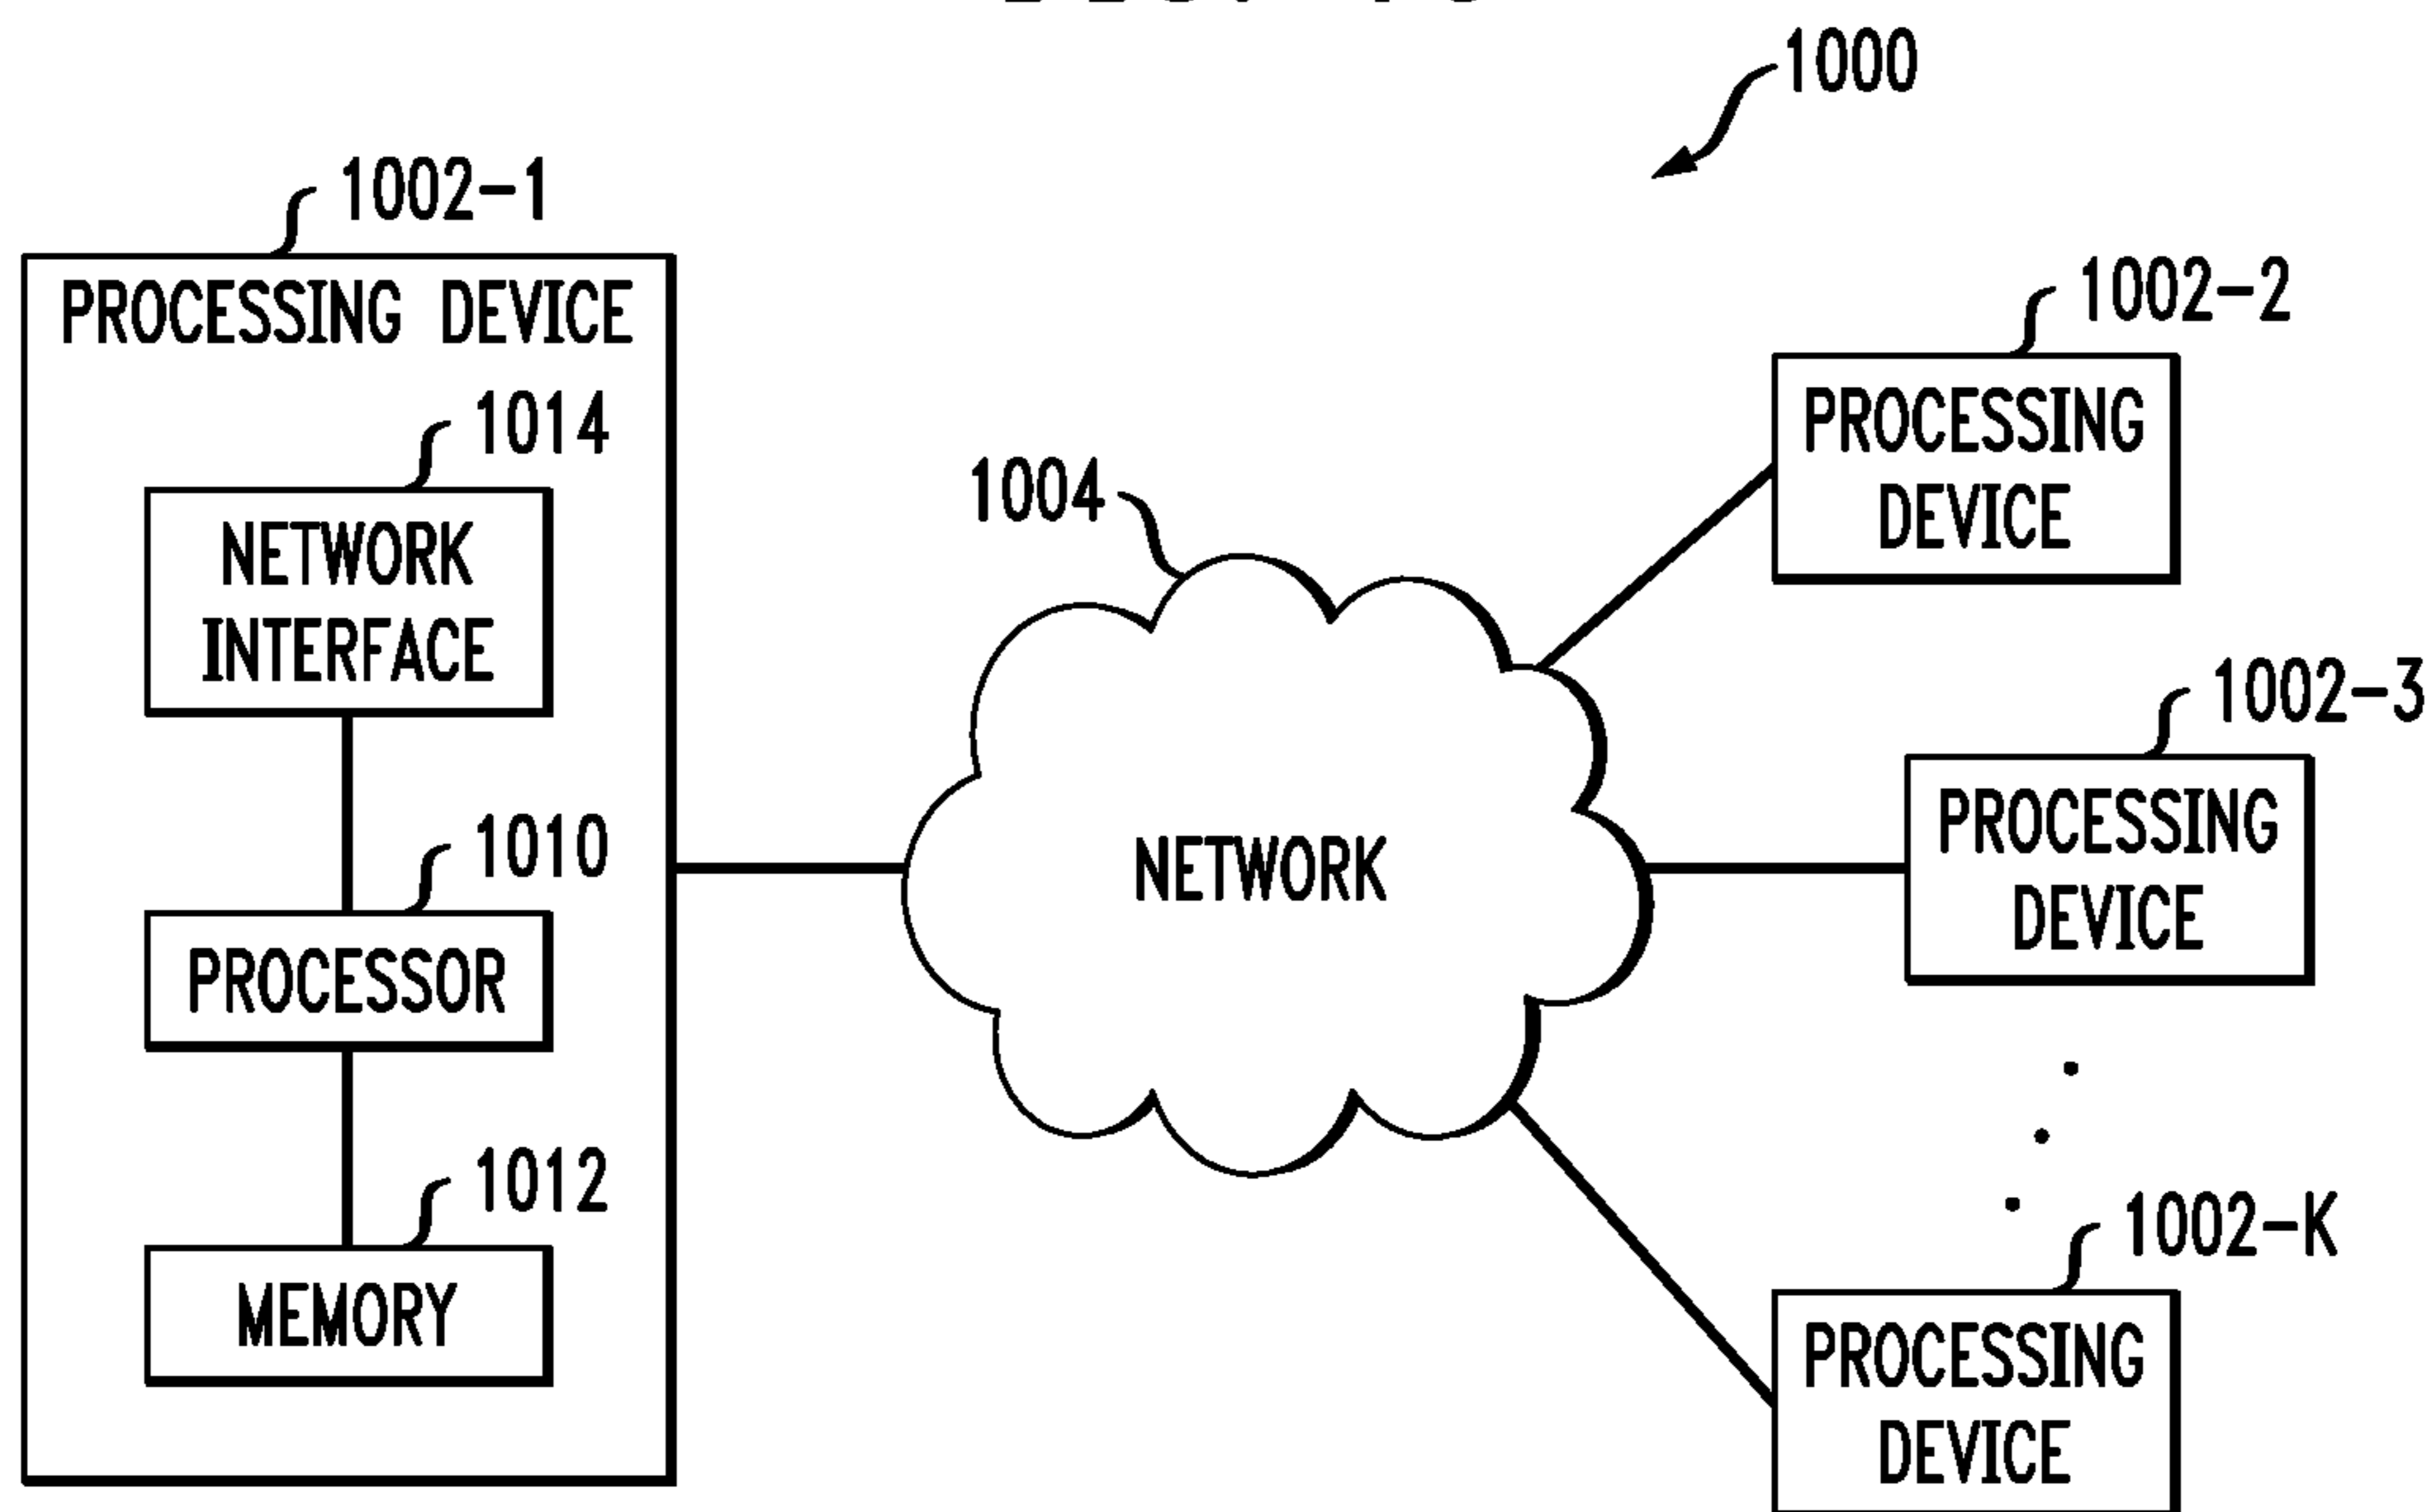 1000
1002-1
PROCESSING DEVICE
1014
NETWORK
INTERFACE
1010
PROCESSOR
1012
MEMORY
1004
NETWORK
1002-2
PROCESSING
DEVICE
1002-3
PROCESSING
DEVICE
1002-K
PROCESSING
DEVICE